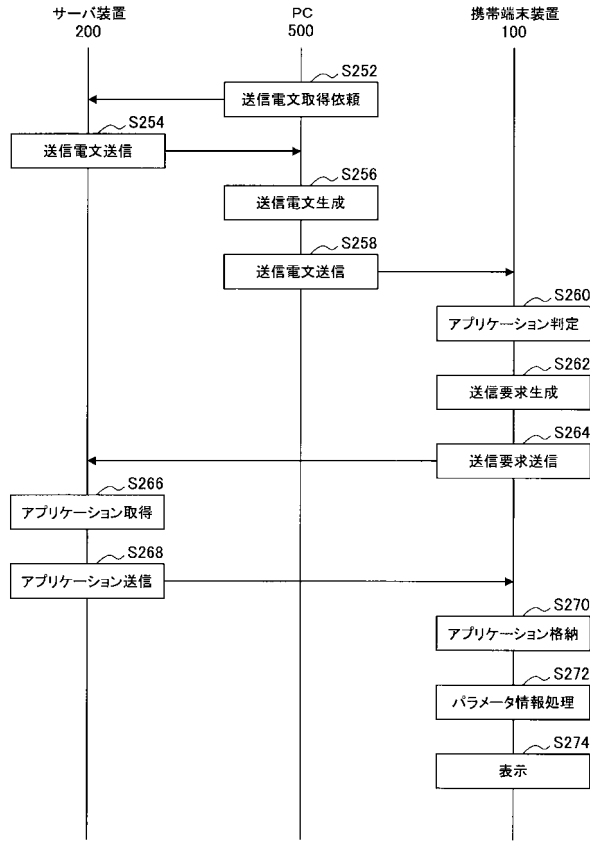 サーバ装置
200
PC
500
携帯端末装置
100
S252
送信電文取得依頼
S254
送信電文送信
S256
送信電文生成
S258
送信電文送信
S260
アプリケーション判定
S262
送信要求生成
S264
送信要求送信
S266
アプリケーション取得
S268
アプリケーション送信
S270
アプリケーション格納
S272
パラメータ情報処理
S274
表示